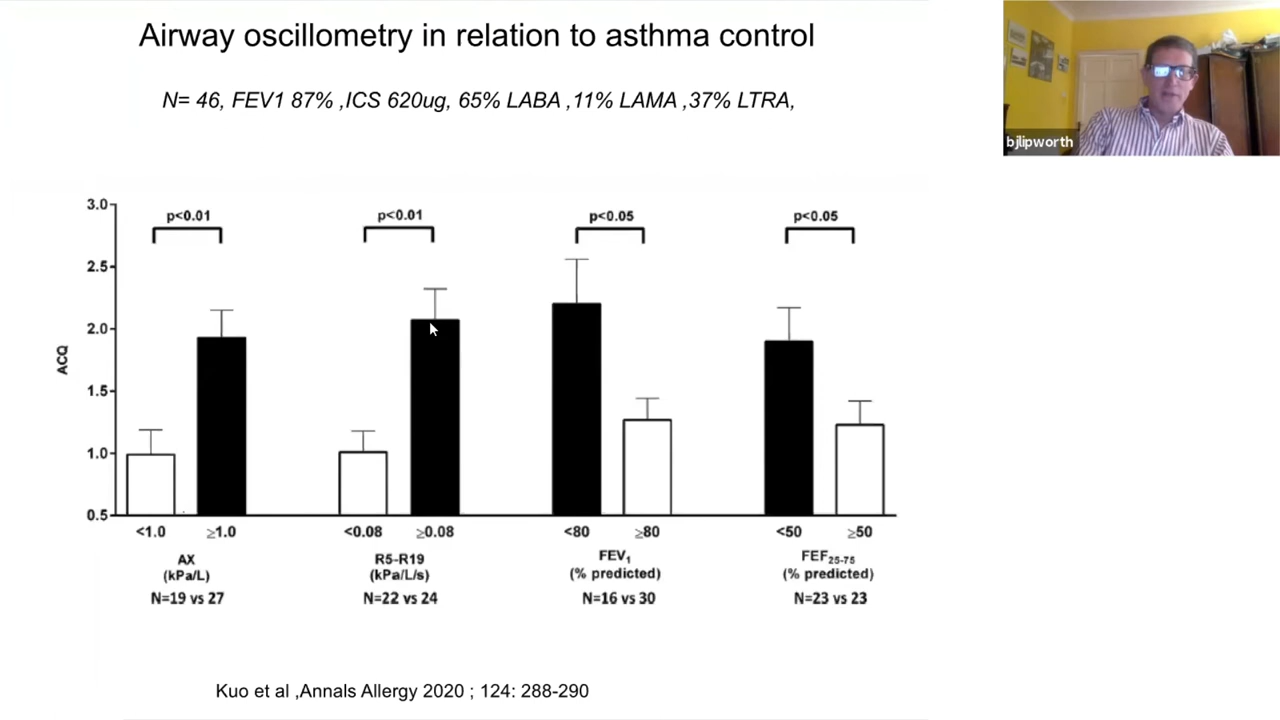 Airway oscillometry in relation to asthma control
N= 46, FEV1 87% ,ICS 620ug, 65% LABA ,11% LAMA ,37% LTRA,
bjlipworth
3.0
2.5
2.0
1.5
1.0
0.5
ACQ
p<0.01
p<0.01
p<0.05
p<0.05
<1.0 ≥1.0
<0.08 ≥0.08
<80 ≥80
<50 ≥50
AX
(kPa/L)
N=19 vs 27
R5-R19
(kPa/L/s)
N=22 vs 24
FEV₁
(% predicted)
N=16 vs 30
FEF₂₅₋₇₅
(% predicted)
N=23 vs 23
Kuo et al ,Annals Allergy 2020 ; 124: 288-290